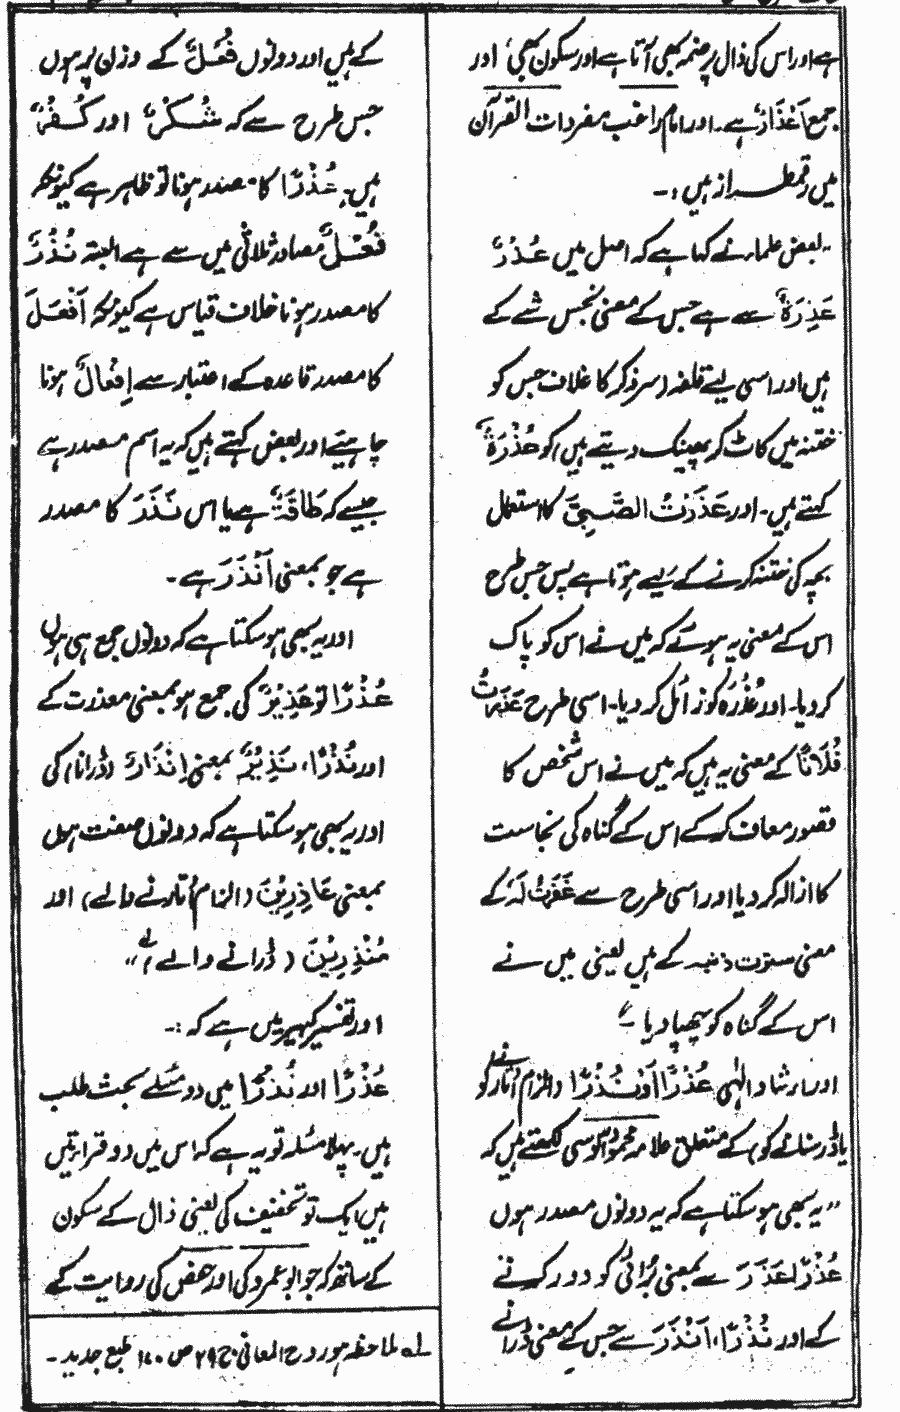 ہے اور اس کی ذال پر ضمہ بھی آتا ہے اور سکون بھی، اور
جمع اَعْذَارٌ ہے۔ اور امام راغب مفردات القرآن
میں رقمطراز ہیں :۔
"بعض علماء نے کہا ہے کہ اصل میں عُذْرٌ
عَذِرَةٌ سے ہے جس کے معنی نجس شے کے
ہیں اور اسی لیے قلفہ (سر ذکر کا غلاف جس کو
ختنہ میں کاٹ کر پھینک دیتے ہیں) کو عُذْرَةٌ
کہتے ہیں۔ اور عَذَرْتُ الصَّبِیَّ کا استعمال
بچہ کی ختنہ کرنے کے لیے ہوتا ہے پس جس طرح
اس کے معنی یہ ہوئے کہ میں نے اس کو پاک
کر دیا۔ اور عُذْرَہ کو زائل کر دیا۔ اسی طرح عَذَرْتُ
فُلَانًا کے معنی یہ ہیں کہ میں نے اس شخص کا
قصور معاف کر کے اس کے گناہ کی نجاست
کا ازالہ کر دیا اور اسی طرح سے غَفَرْتُ لَہٗ کے
معنی سترت ذنبہ کے ہیں یعنی میں نے
اس کے گناہ کو چھپا دیا "
اور ارشاد الٰہی عُذْرًا اَوْ نُذْرًا (الزام اتارنے کو
یا ڈر سنانے کو) کے متعلق علامہ محمود آلوسی لکھتے ہیں کہ
"یہ بھی ہو سکتا ہے کہ یہ دونوں مصدر ہوں
عُذْرًا عَذَرَ سے بمعنی بُرائی کو دور کرنے
کے اور نُذْرًا، اَنْذَرَ سے جس کے معنی ڈرانے
کے ہیں اور دونوں فُعْلٌ کے وزن پر ہوں
جس طرح سے کہ شُکْرٌ اور کُفْرٌ
ہیں۔ عُذْرًا کا مصدر ہونا تو ظاہر ہے کیونکہ
فُعْلٌ مصادر ثلاثی میں سے ہے البتہ نُذْرٌ
کا مصدر ہونا خلاف قیاس ہے کیونکہ اَفْعَلَ
کا مصدر قاعدہ کے اعتبار سے اِفْعَالٌ ہونا
چاہیئے اور بعض کہتے ہیں کہ یہ اسم مصدر ہے
جیسے کہ طَاقَۃٌ ہے یا اس نَذَرَ کا مصدر
ہے جو بمعنی اَنْذَرَ ہے۔
اور یہ بھی ہو سکتا ہے کہ دونوں جمع ہی ہوں
عُذْرًا تو عَذِیْرٌ کی جمع ہو بمعنی معذرت کے
اور نُذْرًا، نَذِیْرٌ بمعنی اِنْذَارٌ (ڈرانا) کی
اور یہ بھی ہو سکتا ہے کہ دونوں صفت ہوں
بمعنی عَاذِرِیْنَ (الزام اُتارنے والے) اور
مُنْذِرِیْنَ (ڈرانے والے) لے"
اور تفسیر کبیر میں ہے کہ :۔
عُذْرًا اور نُذْرًا میں دو مسئلے بحث طلب
ہیں۔ پہلا مسئلہ تو یہ ہے کہ اس میں دو قراءتیں
ہیں ایک تو تخفیف کی یعنی ذال کے سکون
کے ساتھ کہ جو ابو عمرو کی اور حفص کی روایت کے
لہ ملاحظہ ہو روح المعانی ج ۲۹ ص ۱۷۰ طبع جدید۔